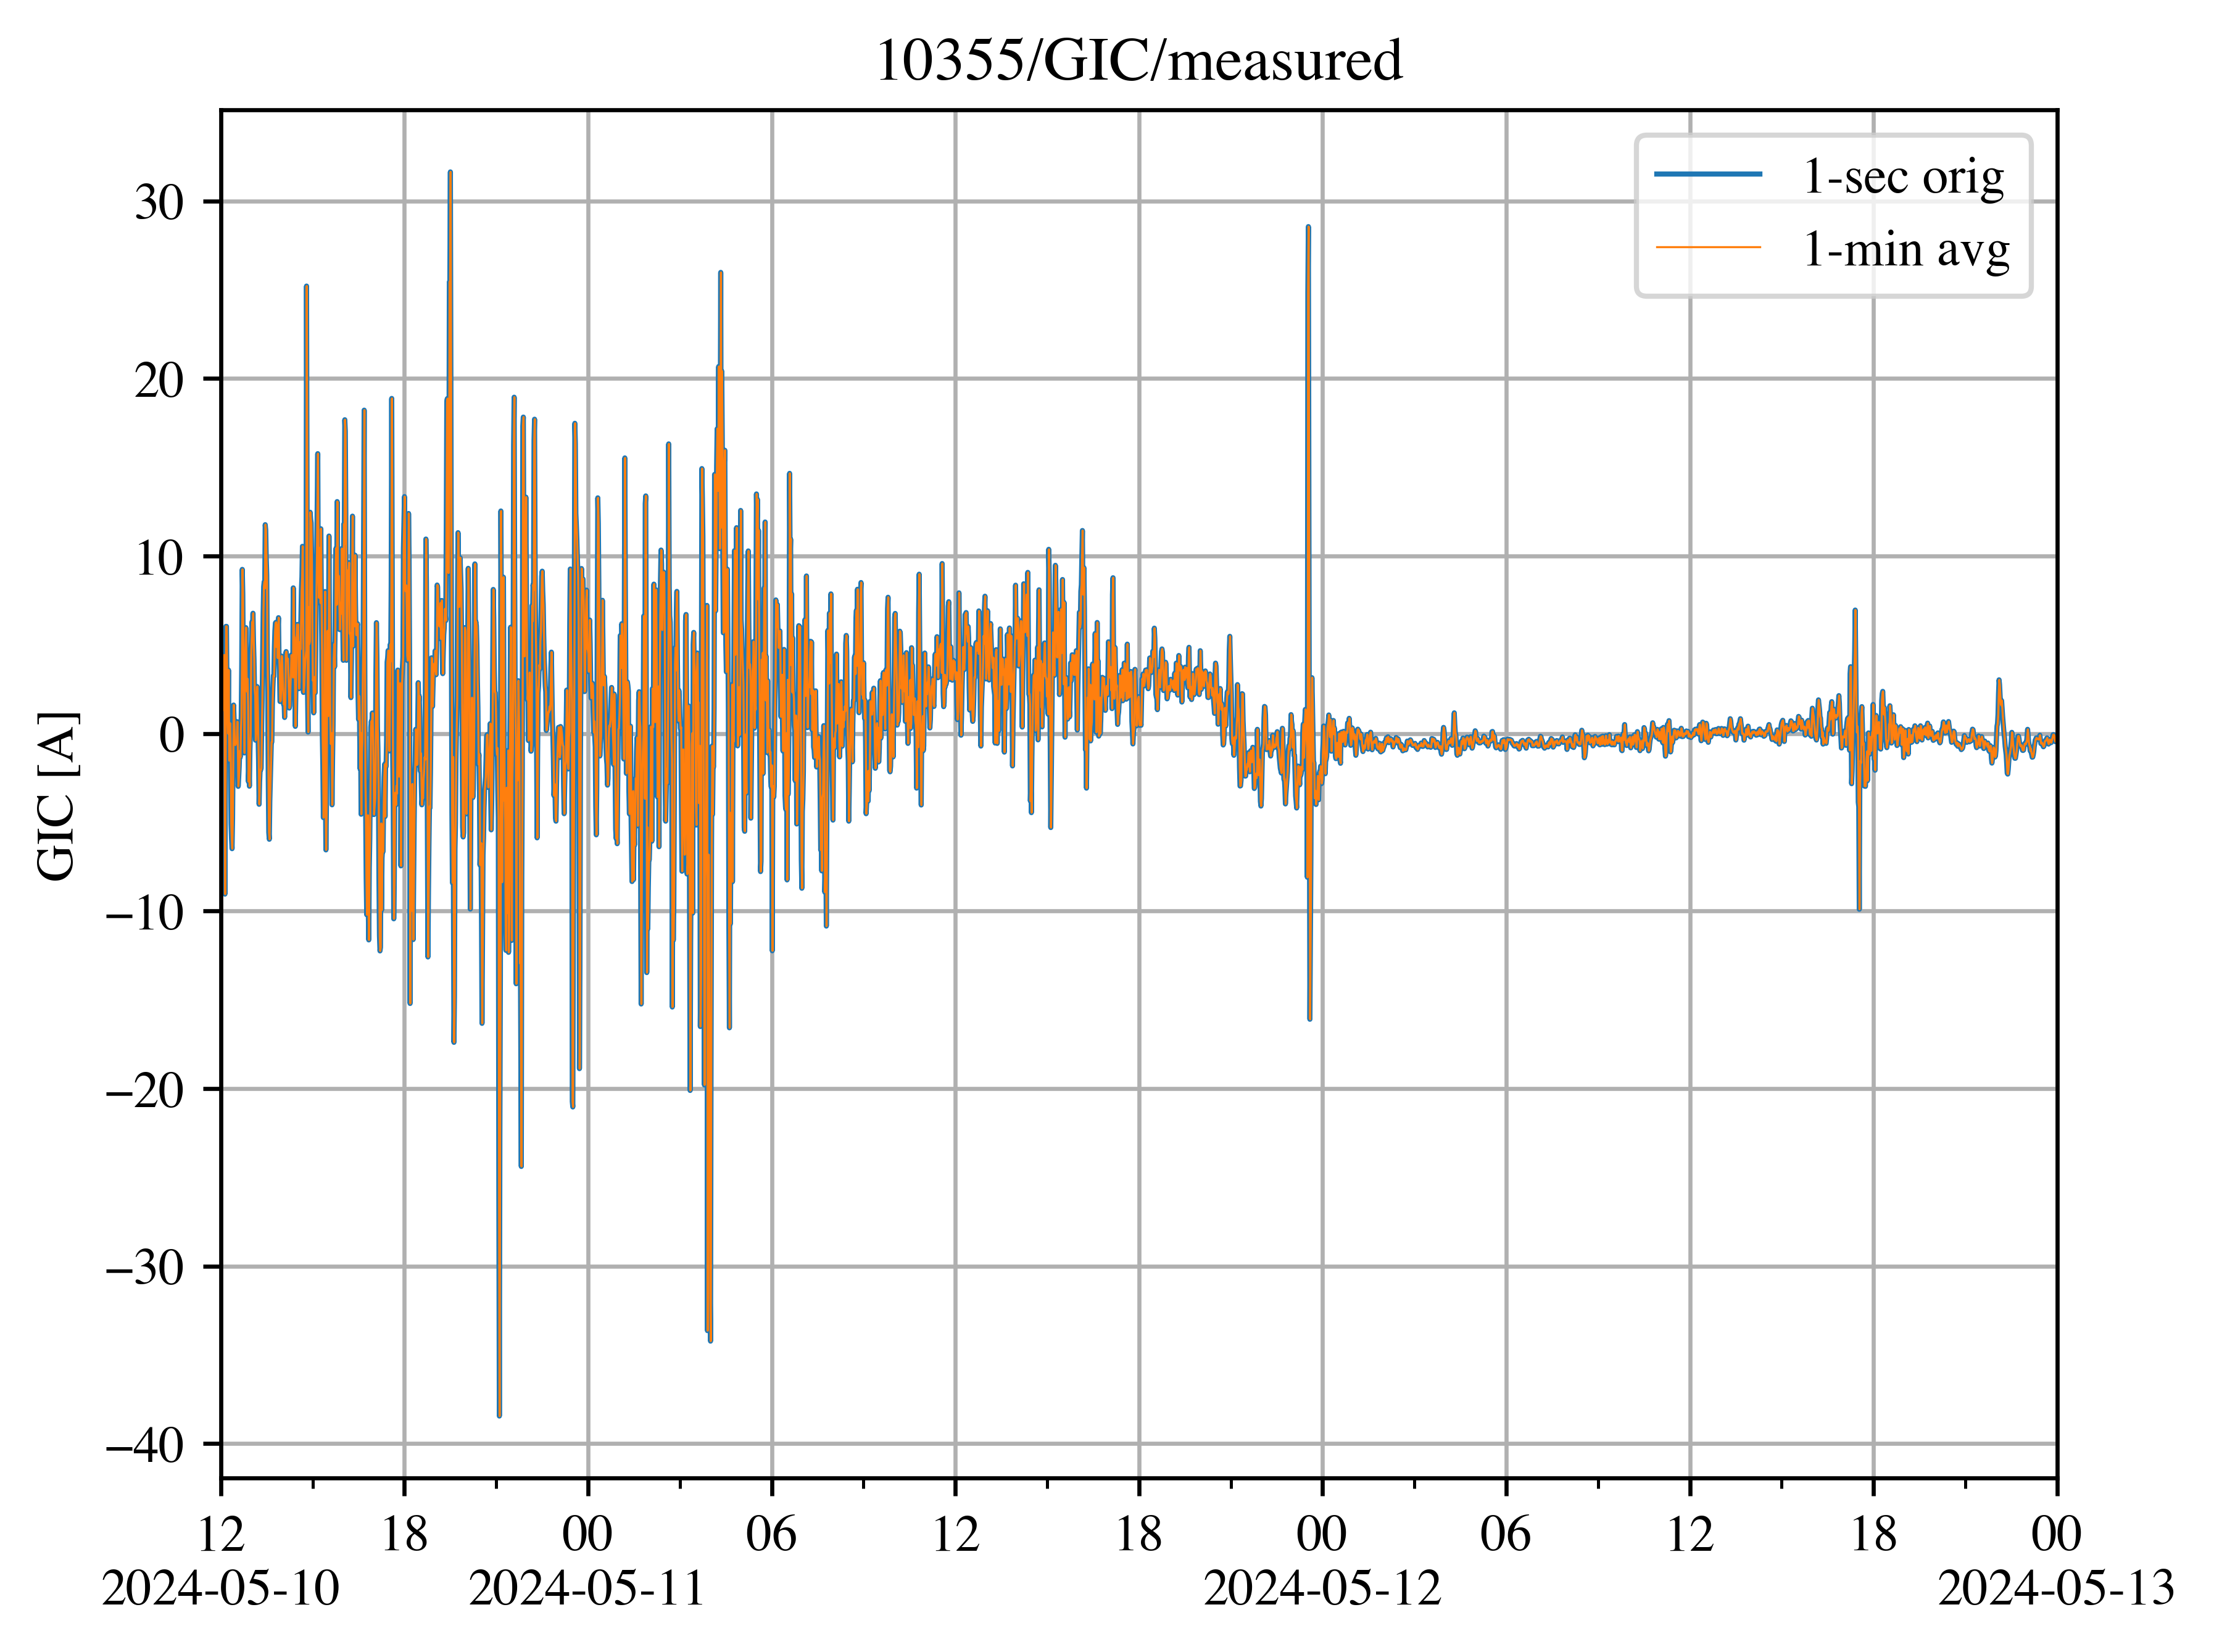 10355/GIC/measured
1-sec orig
1-min avg
GIC [A]
30
20
10
0
−10
−20
−30
−40
12 18 00 06 12 18 00 06 12 18 00
2024-05-10 2024-05-11 2024-05-12 2024-05-13